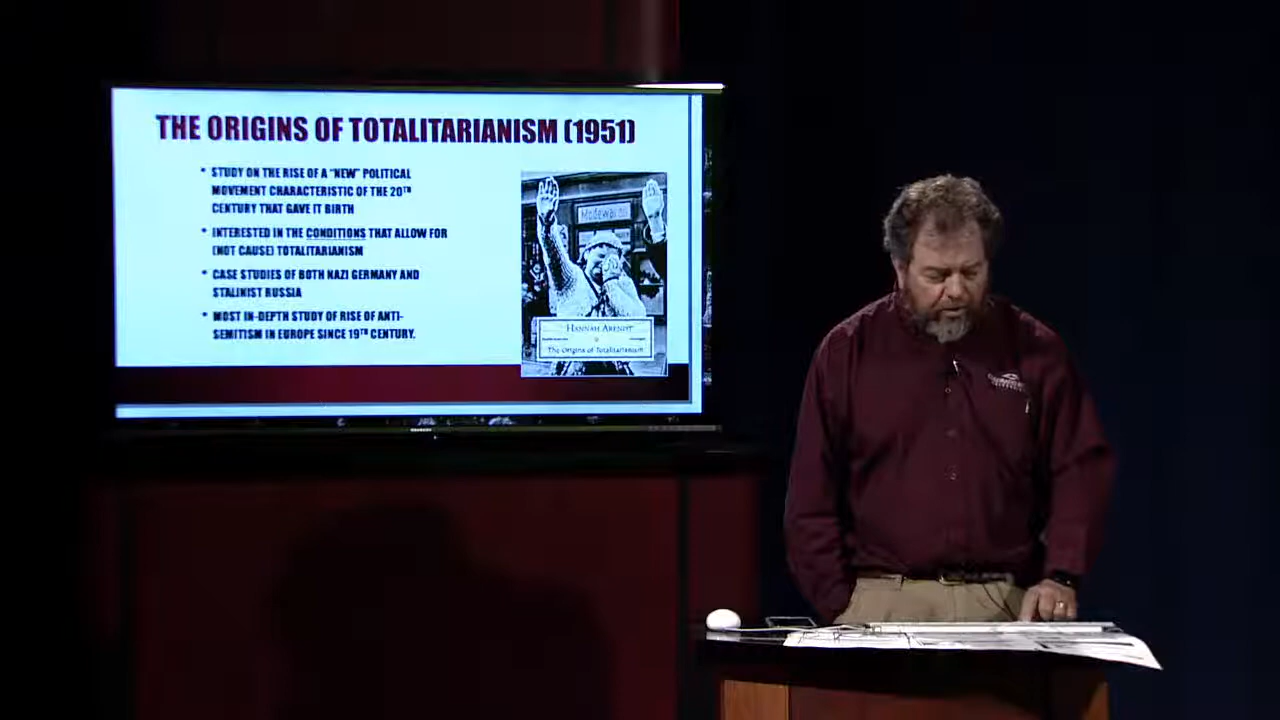 THE ORIGINS OF TOTALITARIANISM (1951)
• STUDY ON THE RISE OF A "NEW" POLITICAL
MOVEMENT CHARACTERISTIC OF THE 20TH
CENTURY THAT GAVE IT BIRTH
• INTERESTED IN THE CONDITIONS THAT ALLOW FOR
(NOT CAUSE) TOTALITARIANISM
• CASE STUDIES OF BOTH NAZI GERMANY AND
STALINIST RUSSIA
• MOST IN-DEPTH STUDY OF RISE OF ANTI-
SEMITISM IN EUROPE SINCE 19TH CENTURY.
HANNAH ARENDT
The Origins of Totalitarianism